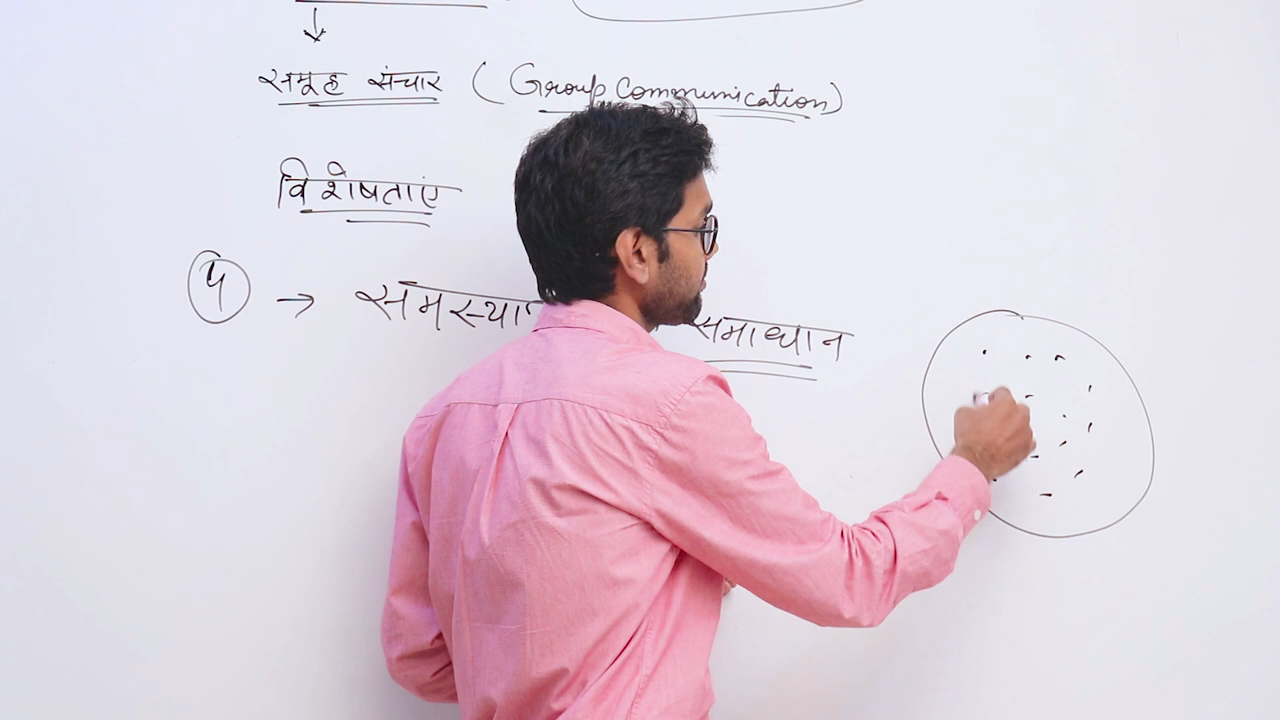 समूह संचार (Group Communication)
विशेषताएं
५ → समस्या समाधान